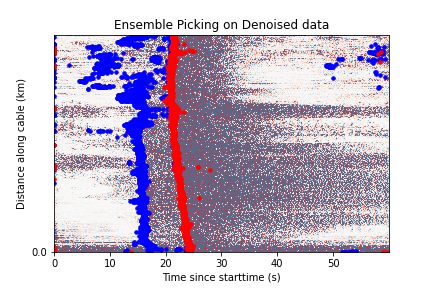 Ensemble Picking on Denoised data
Distance along cable (km)
0.0
0 10 20 30 40 50
Time since starttime (s)